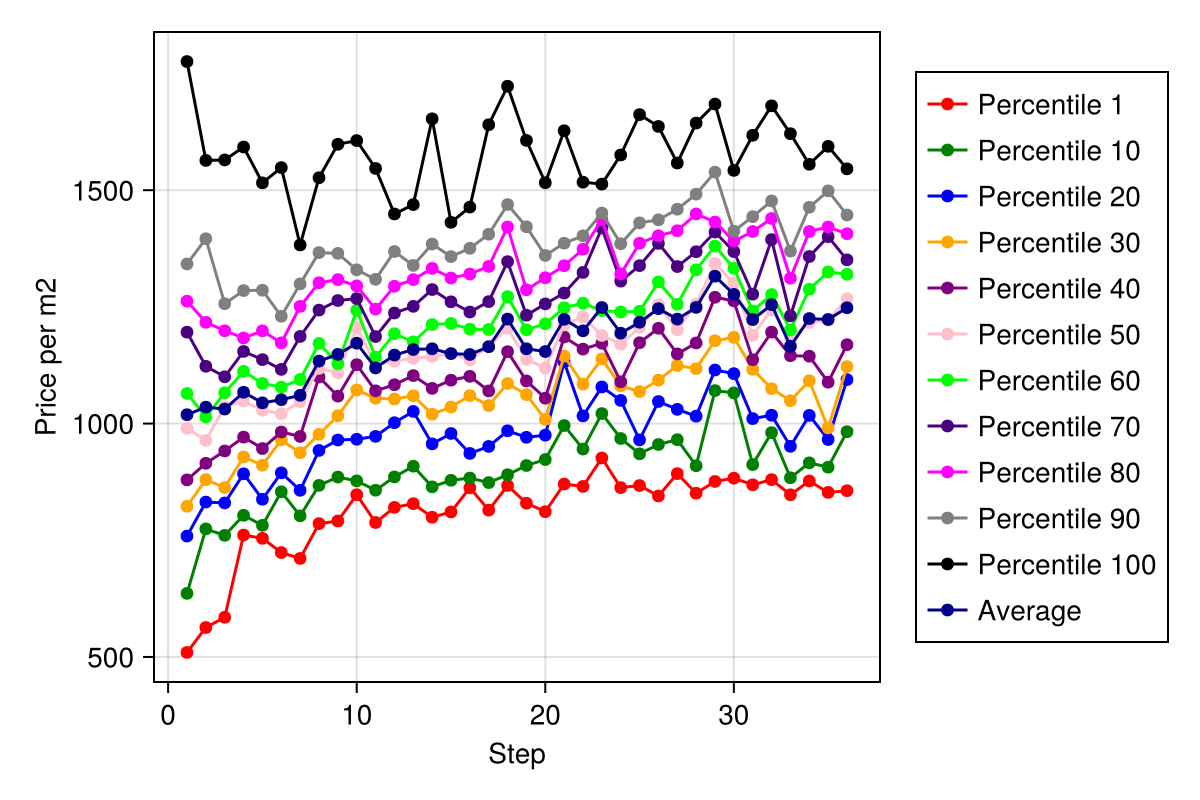 Price per m2
1500
1000
500
0 10 20 30
Step
Percentile 1
Percentile 10
Percentile 20
Percentile 30
Percentile 40
Percentile 50
Percentile 60
Percentile 70
Percentile 80
Percentile 90
Percentile 100
Average